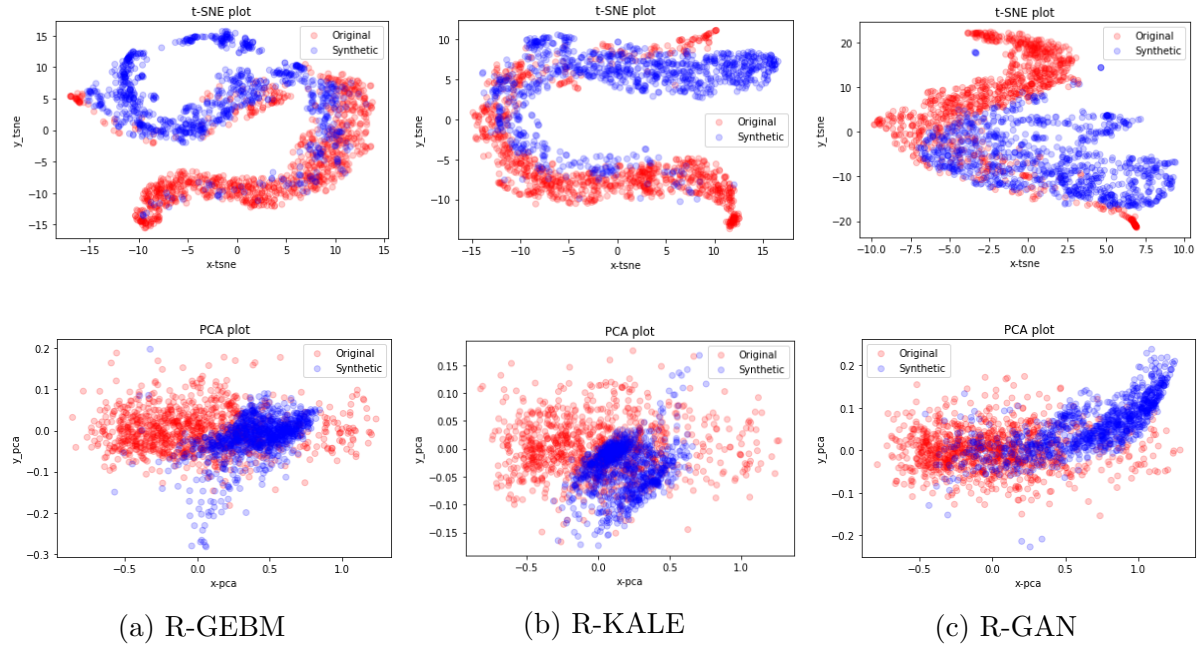 t-SNE plot
Original
Synthetic
15
10
5
0
−5
−10
−15
y_tsne
−15 −10 −5 0 5 10 15
x-tsne
t-SNE plot
Original
Synthetic
10
5
0
−5
−10
y_tsne
−15 −10 −5 0 5 10 15
x-tsne
t-SNE plot
Original
Synthetic
20
10
0
−10
−20
y_tsne
−10.0 −7.5 −5.0 −2.5 0.0 2.5 5.0 7.5 10.0
x-tsne
PCA plot
Original
Synthetic
0.2
0.1
0.0
−0.1
−0.2
−0.3
y_pca
−0.5 0.0 0.5 1.0
x-pca
PCA plot
Original
Synthetic
0.15
0.10
0.05
0.00
−0.05
−0.10
−0.15
y_pca
−0.5 0.0 0.5 1.0
x-pca
PCA plot
Original
Synthetic
0.2
0.1
0.0
−0.1
−0.2
y_pca
−0.5 0.0 0.5 1.0
x-pca
(a) R-GEBM
(b) R-KALE
(c) R-GAN